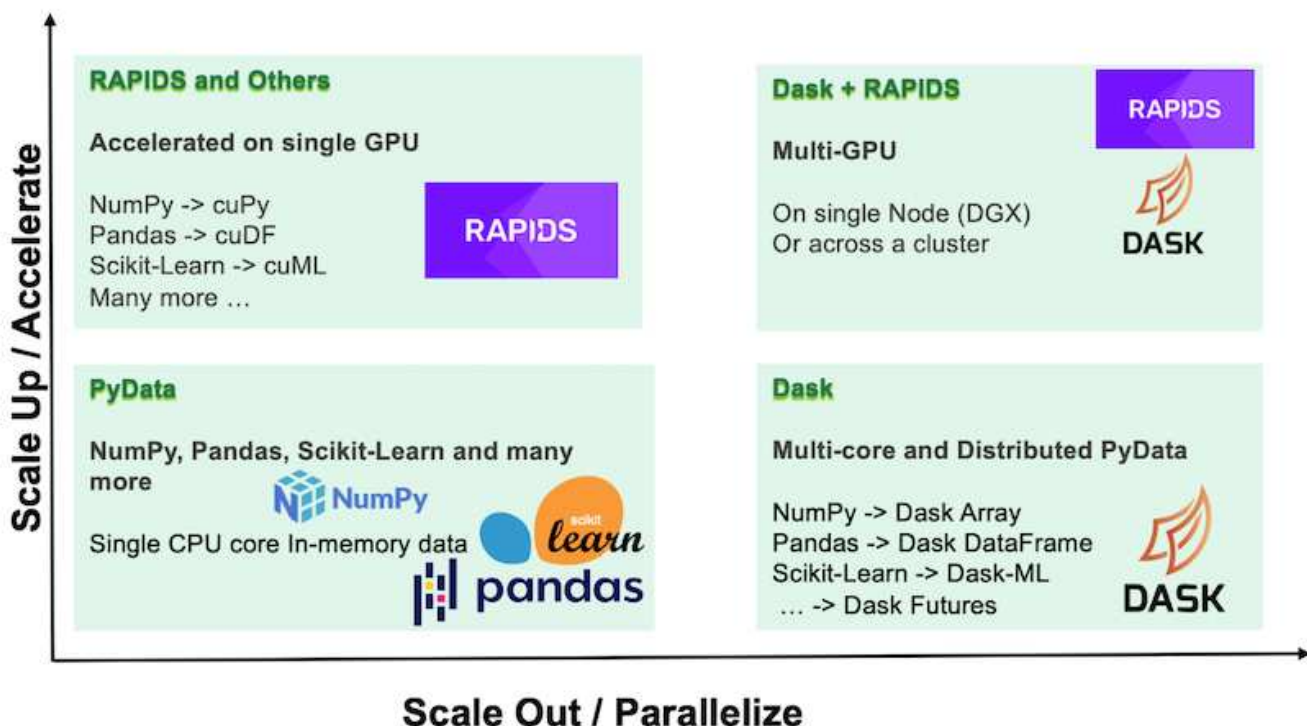 Scale Up / Accelerate
RAPIDS and Others
Accelerated on single GPU
NumPy -> cuPy
Pandas -> cuDF
Scikit-Learn -> cuML
Many more …
RAPIDS
Dask + RAPIDS
Multi-GPU
On single Node (DGX)
Or across a cluster
RAPIDS
DASK
PyData
NumPy, Pandas, Scikit-Learn and many
more
NumPy
Single CPU core In-memory data
scikit
learn
pandas
Dask
Multi-core and Distributed PyData
NumPy -> Dask Array
Pandas -> Dask DataFrame
Scikit-Learn -> Dask-ML
… -> Dask Futures
DASK
Scale Out / Parallelize